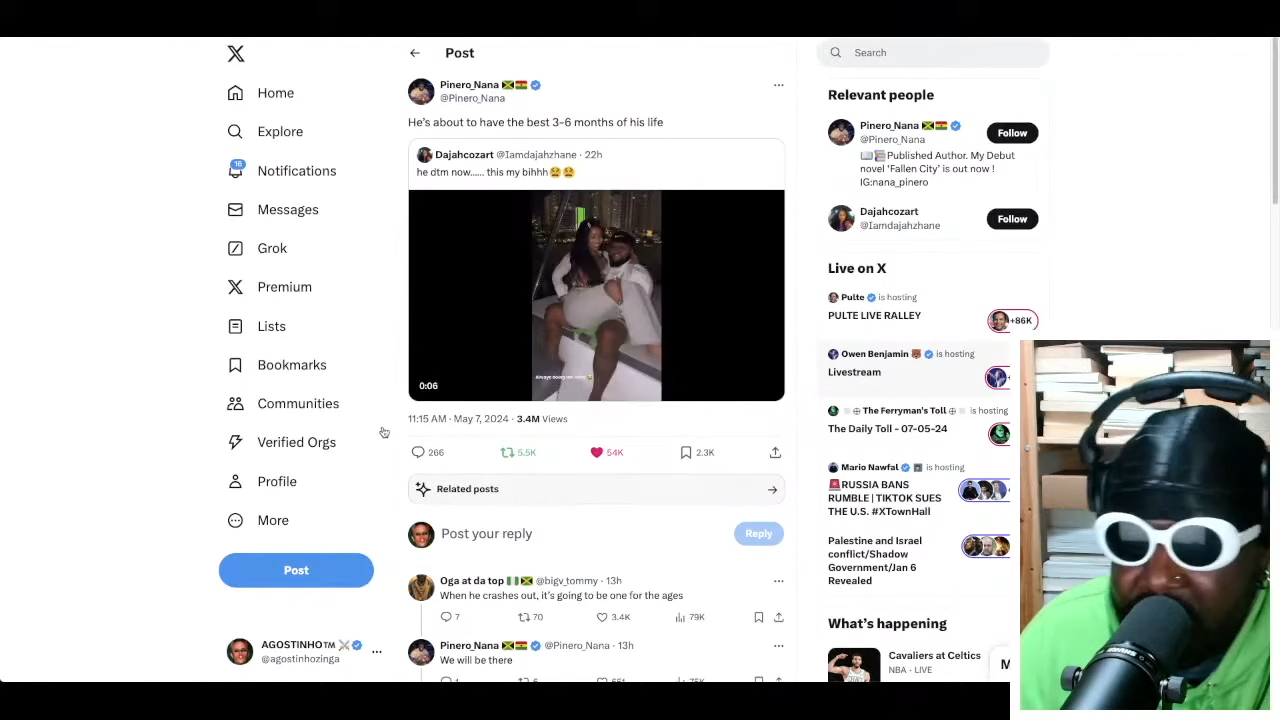 Home
Explore
16
Notifications
Messages
Grok
Premium
Lists
Bookmarks
Communities
Verified Orgs
Profile
More
Post
AGOSTINHO™
@agostinhozinga
Post
Pinero_Nana
@Pinero_Nana
He's about to have the best 3-6 months of his life
Dajahcozart @Iamdajahzhane · 22h
he dtm now...... this my bihhh😫😫
0:06
11:15 AM · May 7, 2024 · 3.4M Views
266 5.5K 54K 2.3K
Related posts
Post your reply
Reply
Oga at da top @bigv_tommy · 13h
When he crashes out, it's going to be one for the ages
7 70 3.4K 79K
Pinero_Nana @Pinero_Nana · 13h
We will be there
Search
Relevant people
Pinero_Nana
@Pinero_Nana
Follow
Published Author. My Debut
novel 'Fallen City' is out now !
IG:nana_pinero
Dajahcozart
@Iamdajahzhane
Follow
Live on X
Pulte is hosting
PULTE LIVE RALLEY
+86K
Owen Benjamin is hosting
Livestream
The Ferryman's Toll is hosting
The Daily Toll - 07-05-24
Mario Nawfal is hosting
🚨RUSSIA BANS
RUMBLE | TIKTOK SUES
THE U.S. #XTownHall
Palestine and Israel
conflict/Shadow
Government/Jan 6
Revealed
What's happening
Cavaliers at Celtics
NBA · LIVE
M